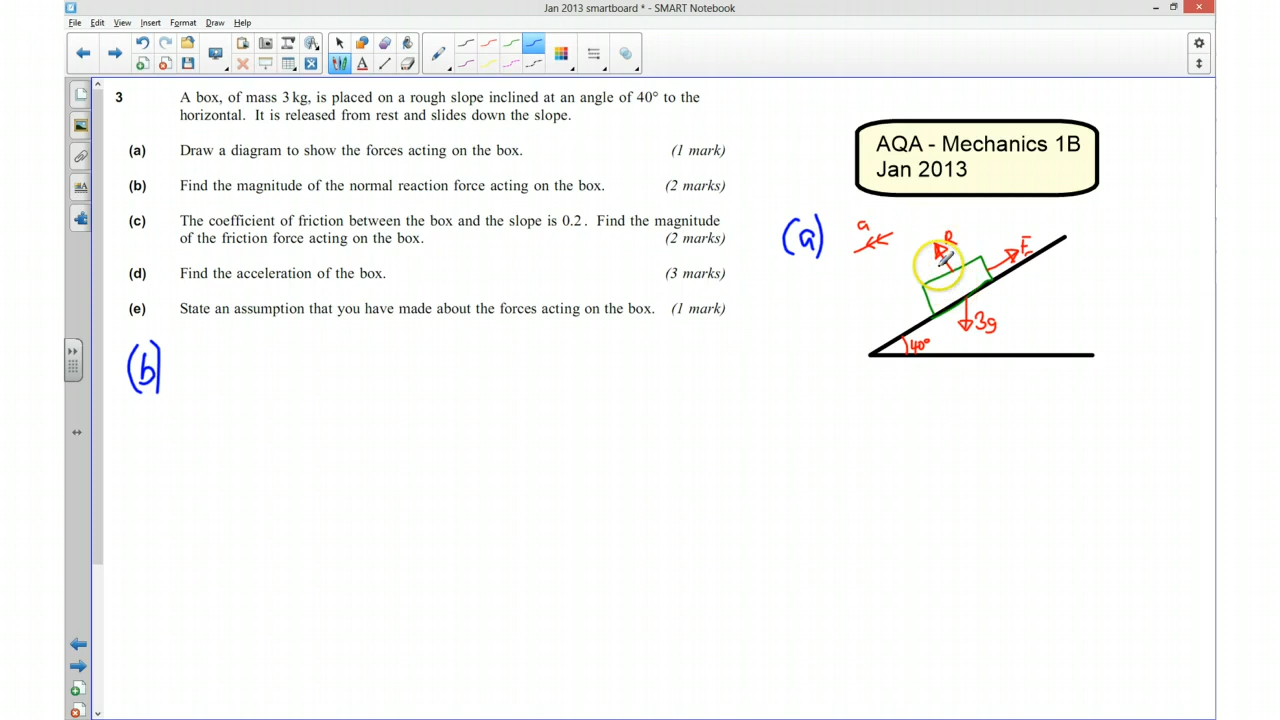 Jan 2013 smartboard * - SMART Notebook
File Edit View Insert Format Draw Help
3 A box, of mass 3 kg, is placed on a rough slope inclined at an angle of 40° to the
horizontal. It is released from rest and slides down the slope.
(a) Draw a diagram to show the forces acting on the box. (1 mark)
(b) Find the magnitude of the normal reaction force acting on the box. (2 marks)
(c) The coefficient of friction between the box and the slope is 0.2 . Find the magnitude
of the friction force acting on the box. (2 marks)
(d) Find the acceleration of the box. (3 marks)
(e) State an assumption that you have made about the forces acting on the box. (1 mark)
AQA - Mechanics 1B
Jan 2013
(a)
a
R
F
3g
40°
(b)